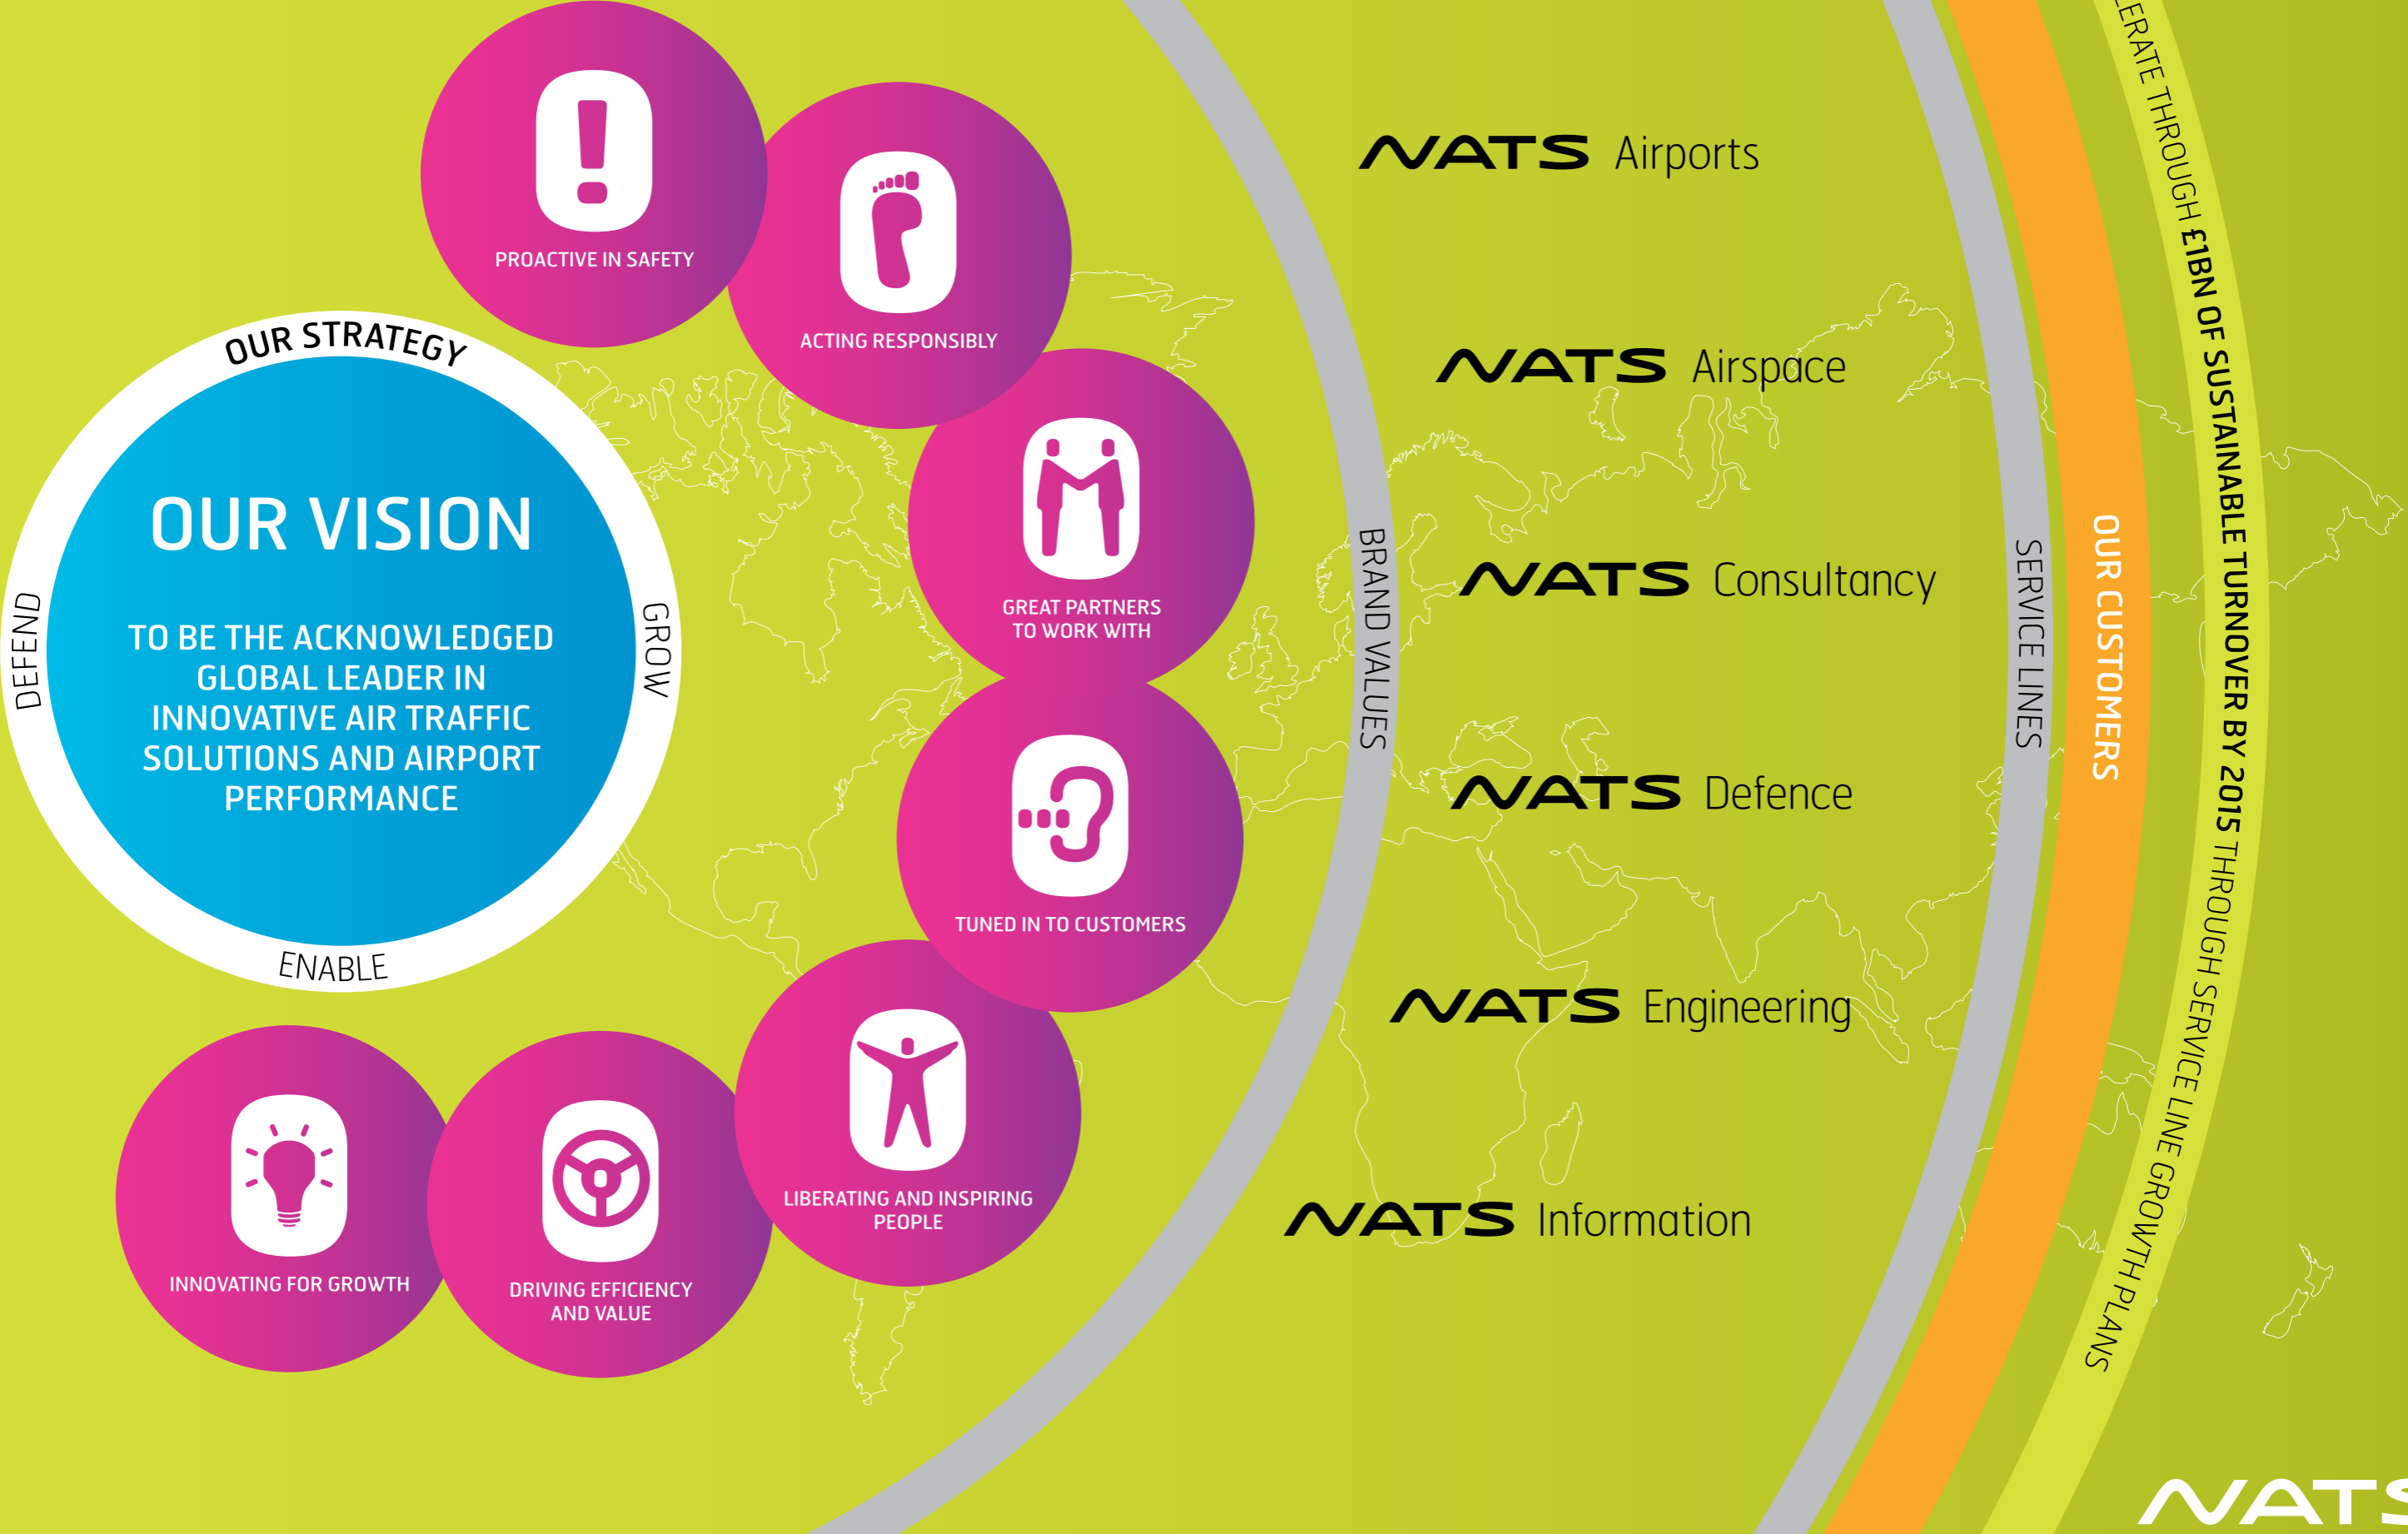 OUR STRATEGY
DEFEND
GROW
ENABLE
OUR VISION
TO BE THE ACKNOWLEDGED
GLOBAL LEADER IN
INNOVATIVE AIR TRAFFIC
SOLUTIONS AND AIRPORT
PERFORMANCE
PROACTIVE IN SAFETY
ACTING RESPONSIBLY
GREAT PARTNERS
TO WORK WITH
TUNED IN TO CUSTOMERS
LIBERATING AND INSPIRING
PEOPLE
DRIVING EFFICIENCY
AND VALUE
INNOVATING FOR GROWTH
BRAND VALUES
NATS Airports
NATS Airspace
NATS Consultancy
NATS Defence
NATS Engineering
NATS Information
SERVICE LINES
OUR CUSTOMERS
THROUGH £1BN OF SUSTAINABLE TURNOVER BY 2015 THROUGH SERVICE LINE GROWTH PLANS
NATS